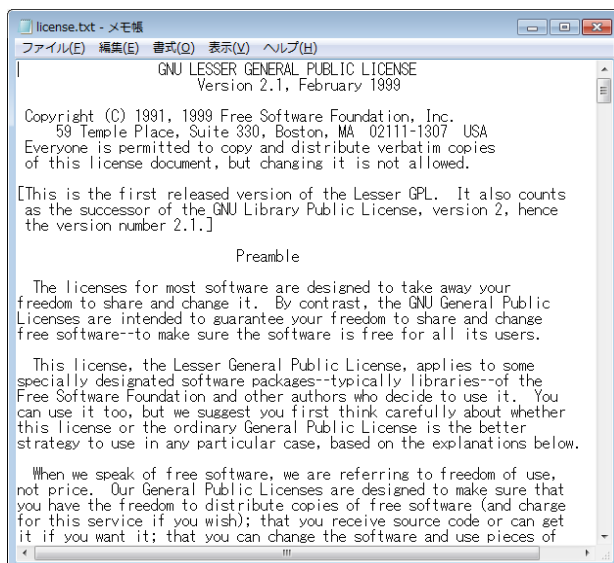 license.txt - メモ帳
ファイル(F) 編集(E) 書式(O) 表示(V) ヘルプ(H)
GNU LESSER GENERAL PUBLIC LICENSE
Version 2.1, February 1999
Copyright (C) 1991, 1999 Free Software Foundation, Inc.
59 Temple Place, Suite 330, Boston, MA  02111-1307  USA
Everyone is permitted to copy and distribute verbatim copies
of this license document, but changing it is not allowed.
[This is the first released version of the Lesser GPL.  It also counts
as the successor of the GNU Library Public License, version 2, hence
the version number 2.1.]
Preamble
The licenses for most software are designed to take away your
freedom to share and change it.  By contrast, the GNU General Public
Licenses are intended to guarantee your freedom to share and change
free software--to make sure the software is free for all its users.
This license, the Lesser General Public License, applies to some
specially designated software packages--typically libraries--of the
Free Software Foundation and other authors who decide to use it.  You
can use it too, but we suggest you first think carefully about whether
this license or the ordinary General Public License is the better
strategy to use in any particular case, based on the explanations below.
When we speak of free software, we are referring to freedom of use,
not price.  Our General Public Licenses are designed to make sure that
you have the freedom to distribute copies of free software (and charge
for this service if you wish); that you receive source code or can get
it if you want it; that you can change the software and use pieces of